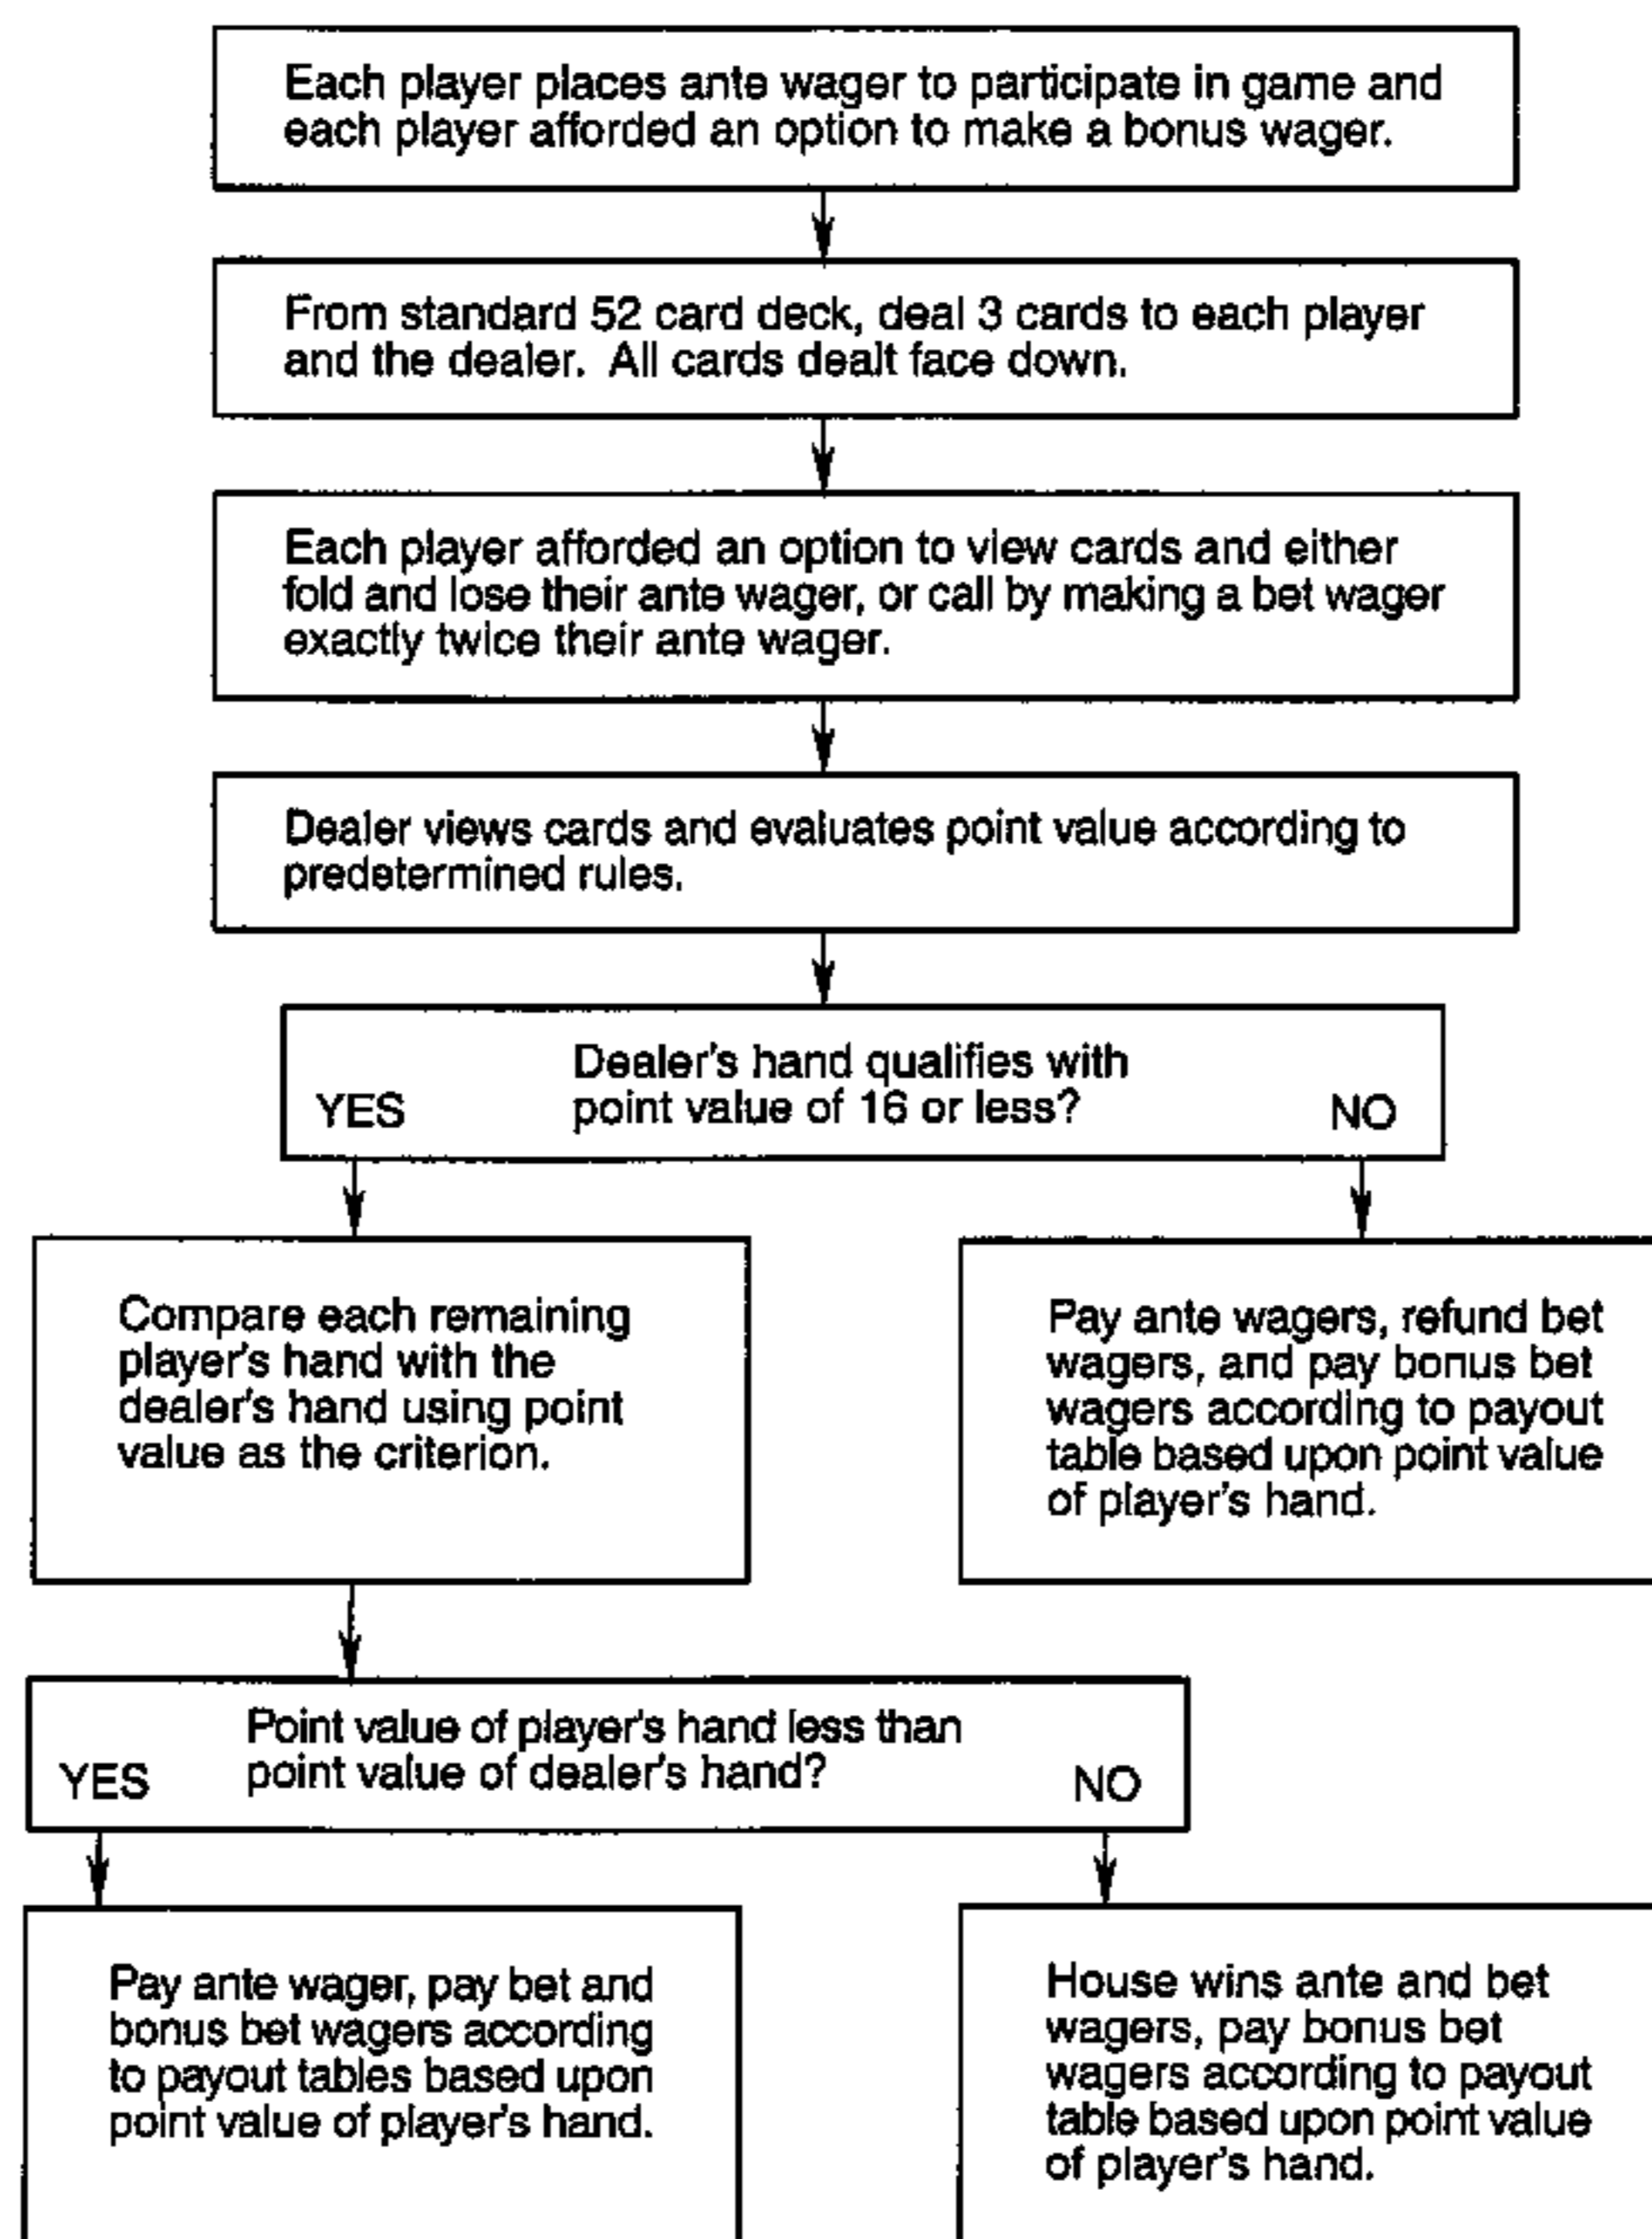 Each player places ante wager to participate in game and
each player afforded an option to make a bonus wager.
From standard 52 card deck, deal 3 cards to each player
and the dealer. All cards dealt face down.
Each player afforded an option to view cards and either
fold and lose their ante wager, or call by making a bet wager
exactly twice their ante wager.
Dealer views cards and evaluates point value according to
predetermined rules.
Dealer's hand qualifies with
point value of 16 or less?
YES
NO
Compare each remaining
player's hand with the
dealer's hand using point
value as the criterion.
Pay ante wagers, refund bet
wagers, and pay bonus bet
wagers according to payout
table based upon point value
of player's hand.
Point value of player's hand less than
point value of dealer's hand?
YES
NO
Pay ante wager, pay bet and
bonus bet wagers according
to payout tables based upon
point value of player's hand.
House wins ante and bet
wagers, pay bonus bet
wagers according to payout
table based upon point value
of player's hand.